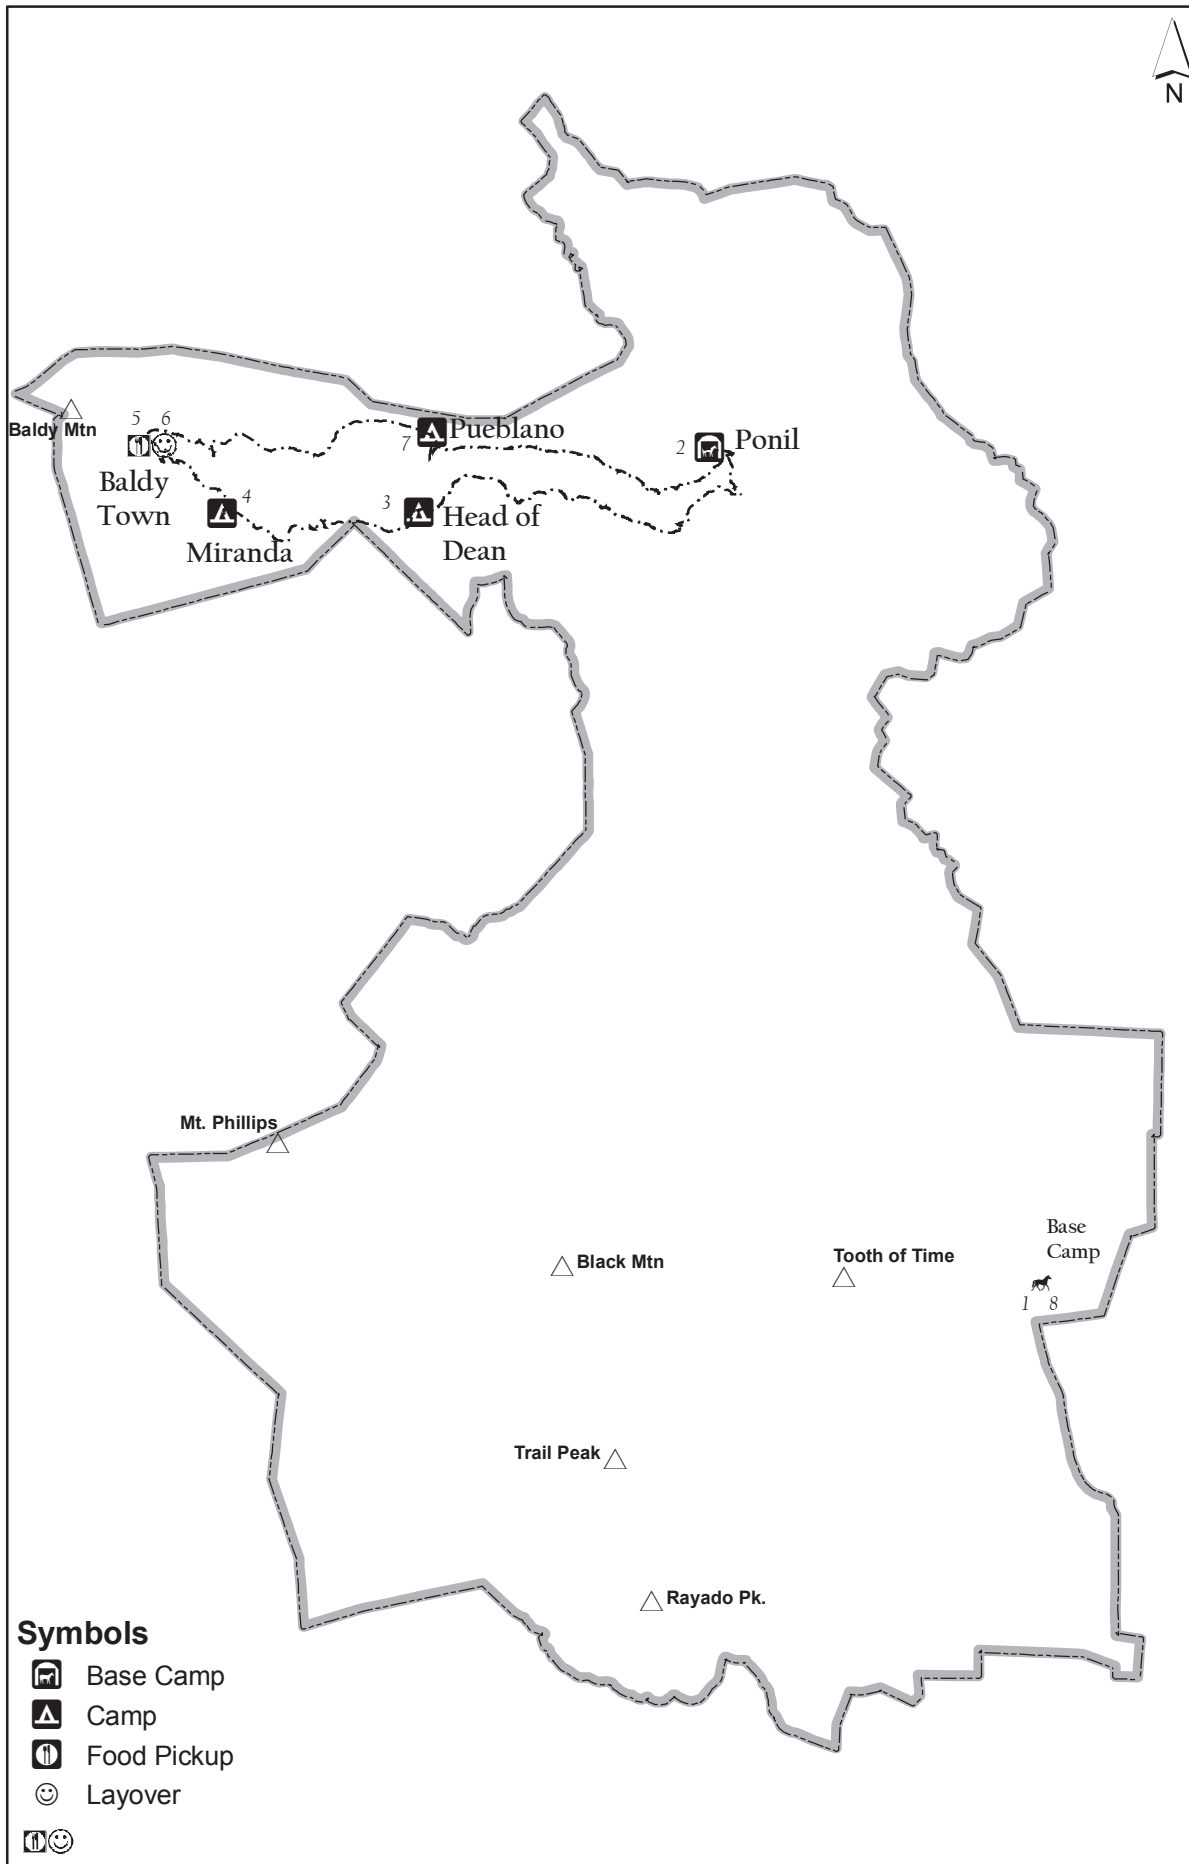 N
Baldy Mtn
5 6
Baldy
Town
4
Miranda
7
Pueblano
3
Head of
Dean
2
Ponil
Mt. Phillips
Black Mtn
Tooth of Time
Base
Camp
1 8
Trail Peak
Rayado Pk.
Symbols
Base Camp
Camp
Food Pickup
Layover